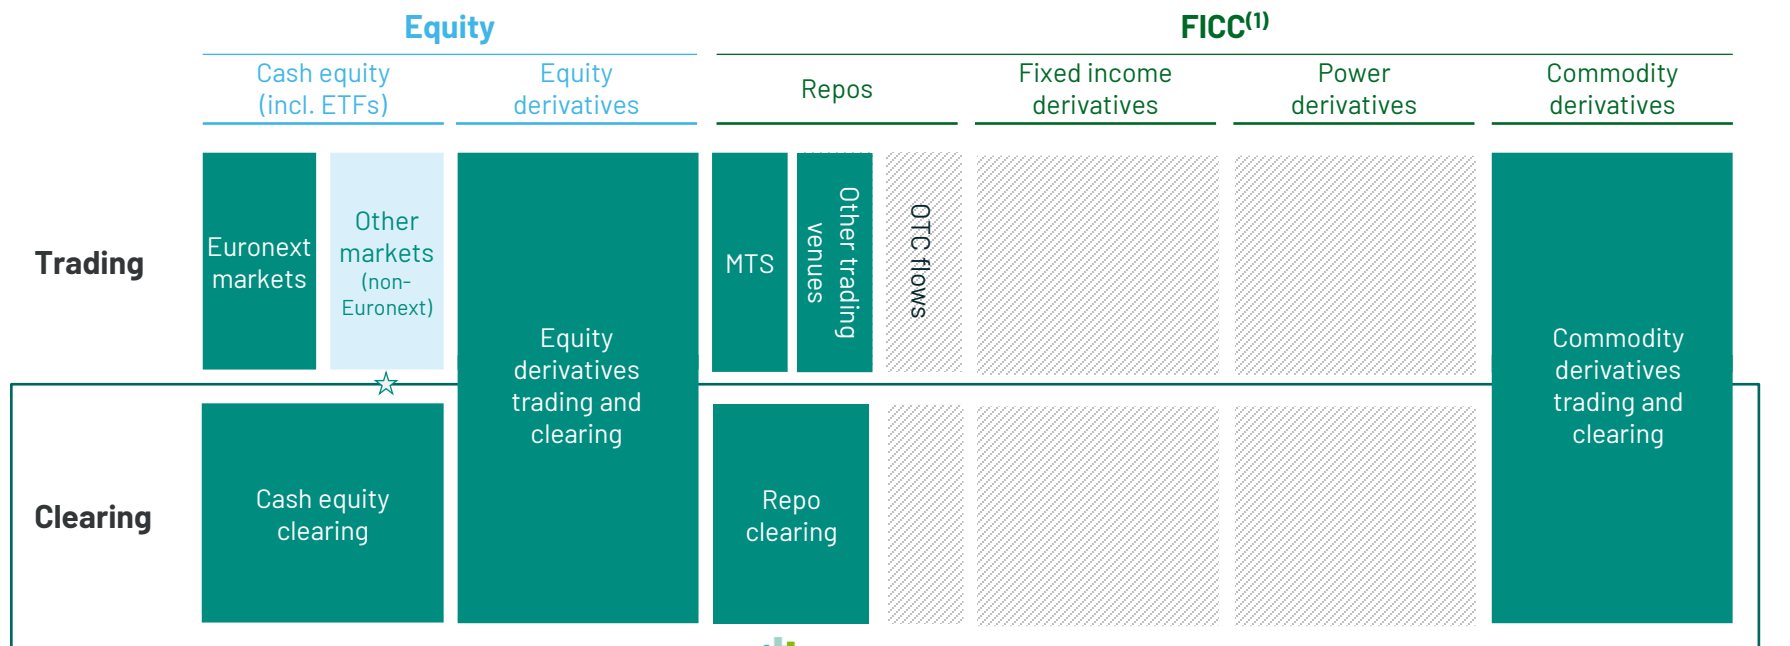 Equity
FICC(1)
Cash equity
(incl. ETFs)
Equity
derivatives
Repos
Fixed income
derivatives
Power
derivatives
Commodity
derivatives
Trading
Euronext
markets
Other
markets
(non-
Euronext)
MTS
Other trading
venues
OTC flows
Equity
derivatives
trading and
clearing
Commodity
derivatives
trading and
clearing
Clearing
Cash equity
clearing
Repo
clearing